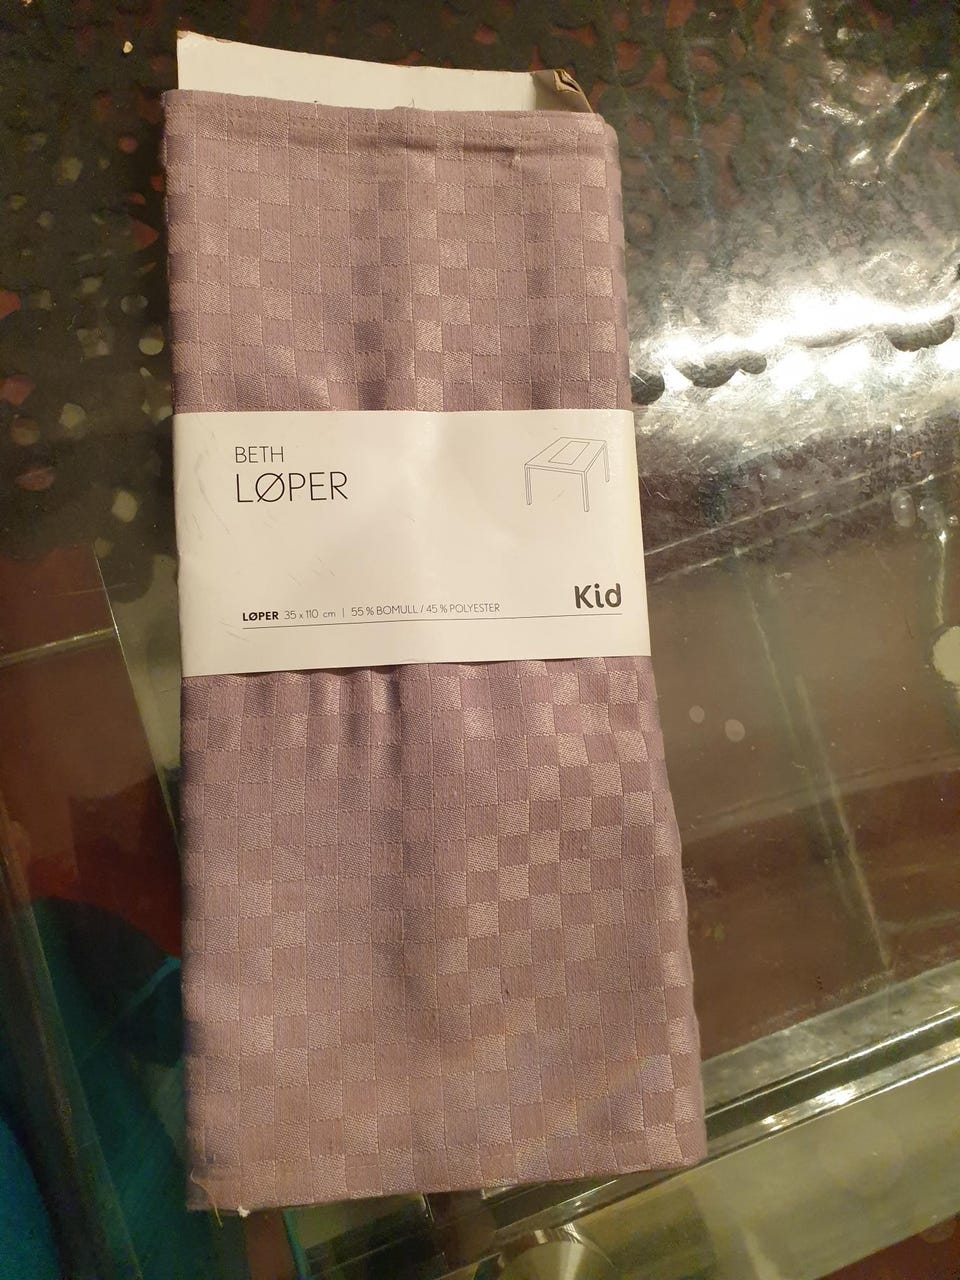 BETH
LØPER
Kid
LØPER 35 x 110 cm | 55 % BOMULL / 45 % POLYESTER